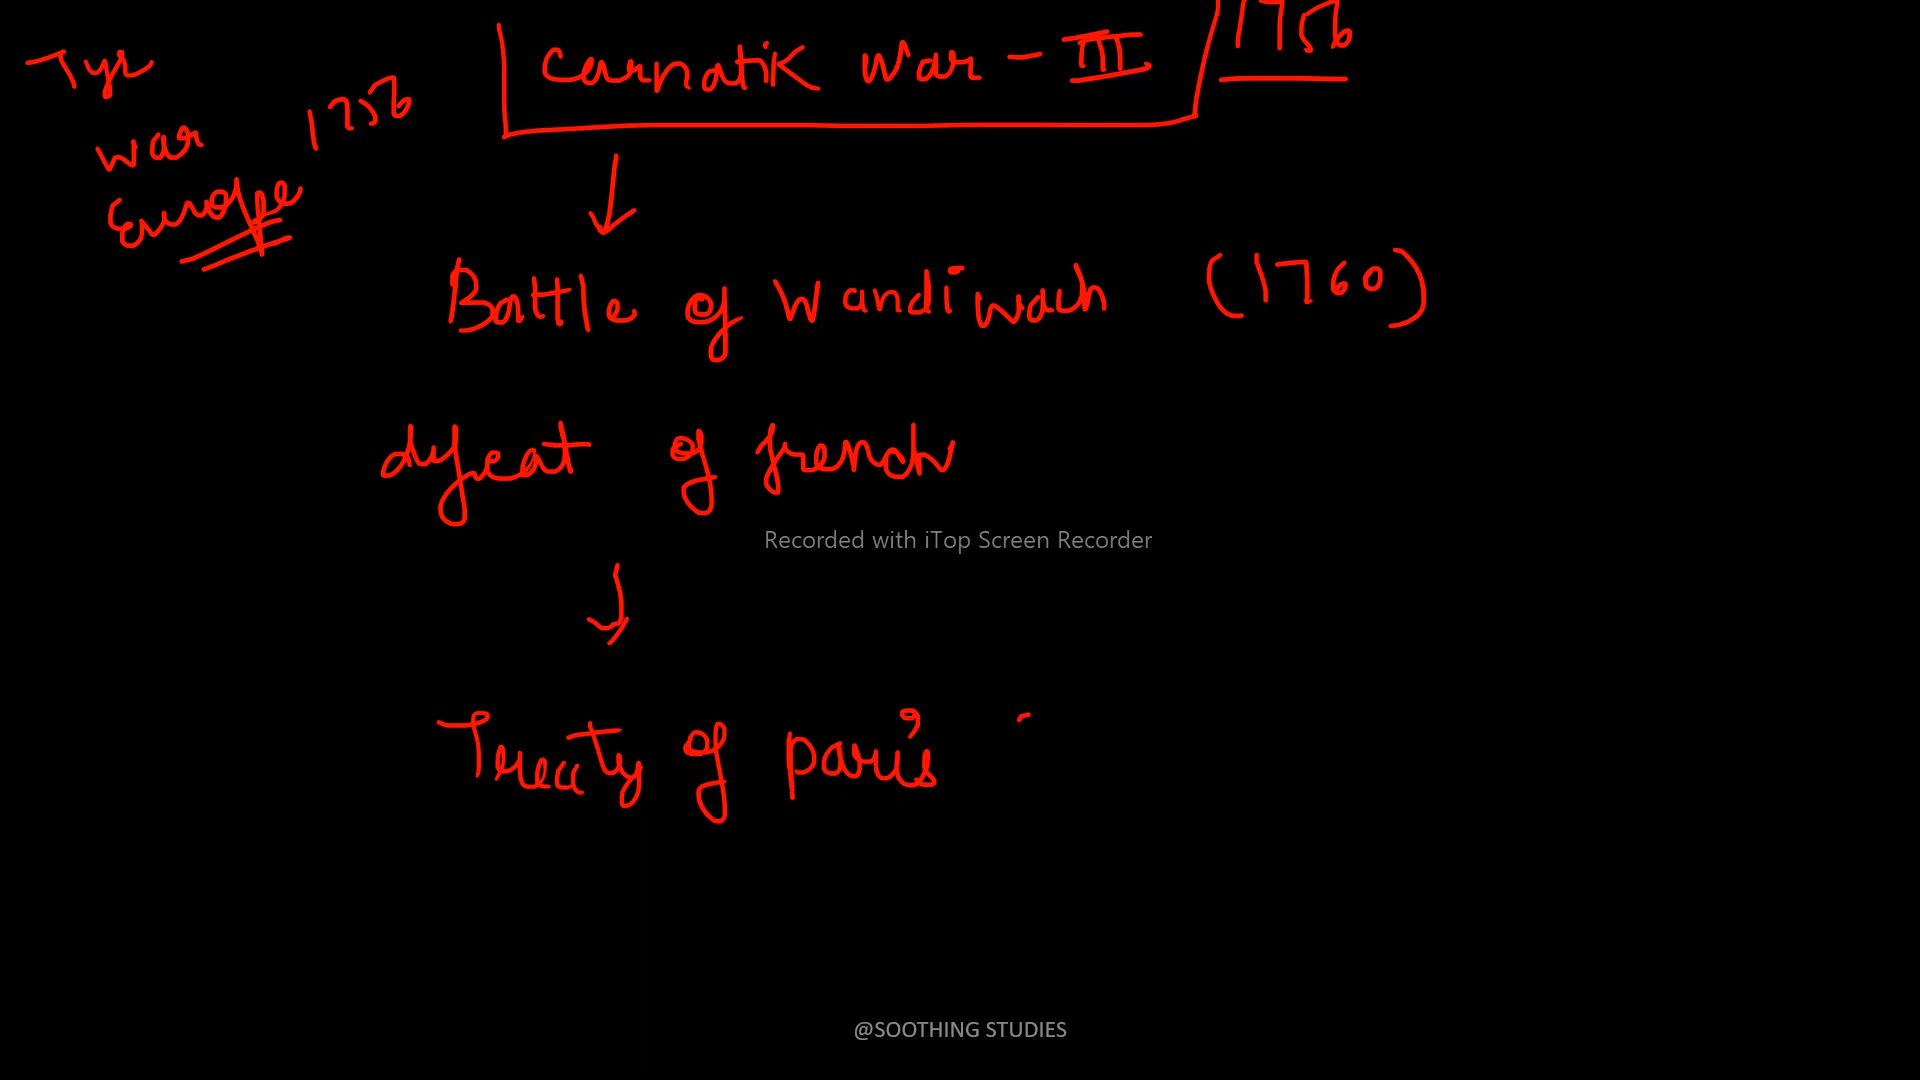 7yr
war
Europe
1756
Carnatik War - III
1756
Battle of Wandiwach (1760)
defeat of french
Recorded with iTop Screen Recorder
Treaty of paris
@SOOTHING STUDIES